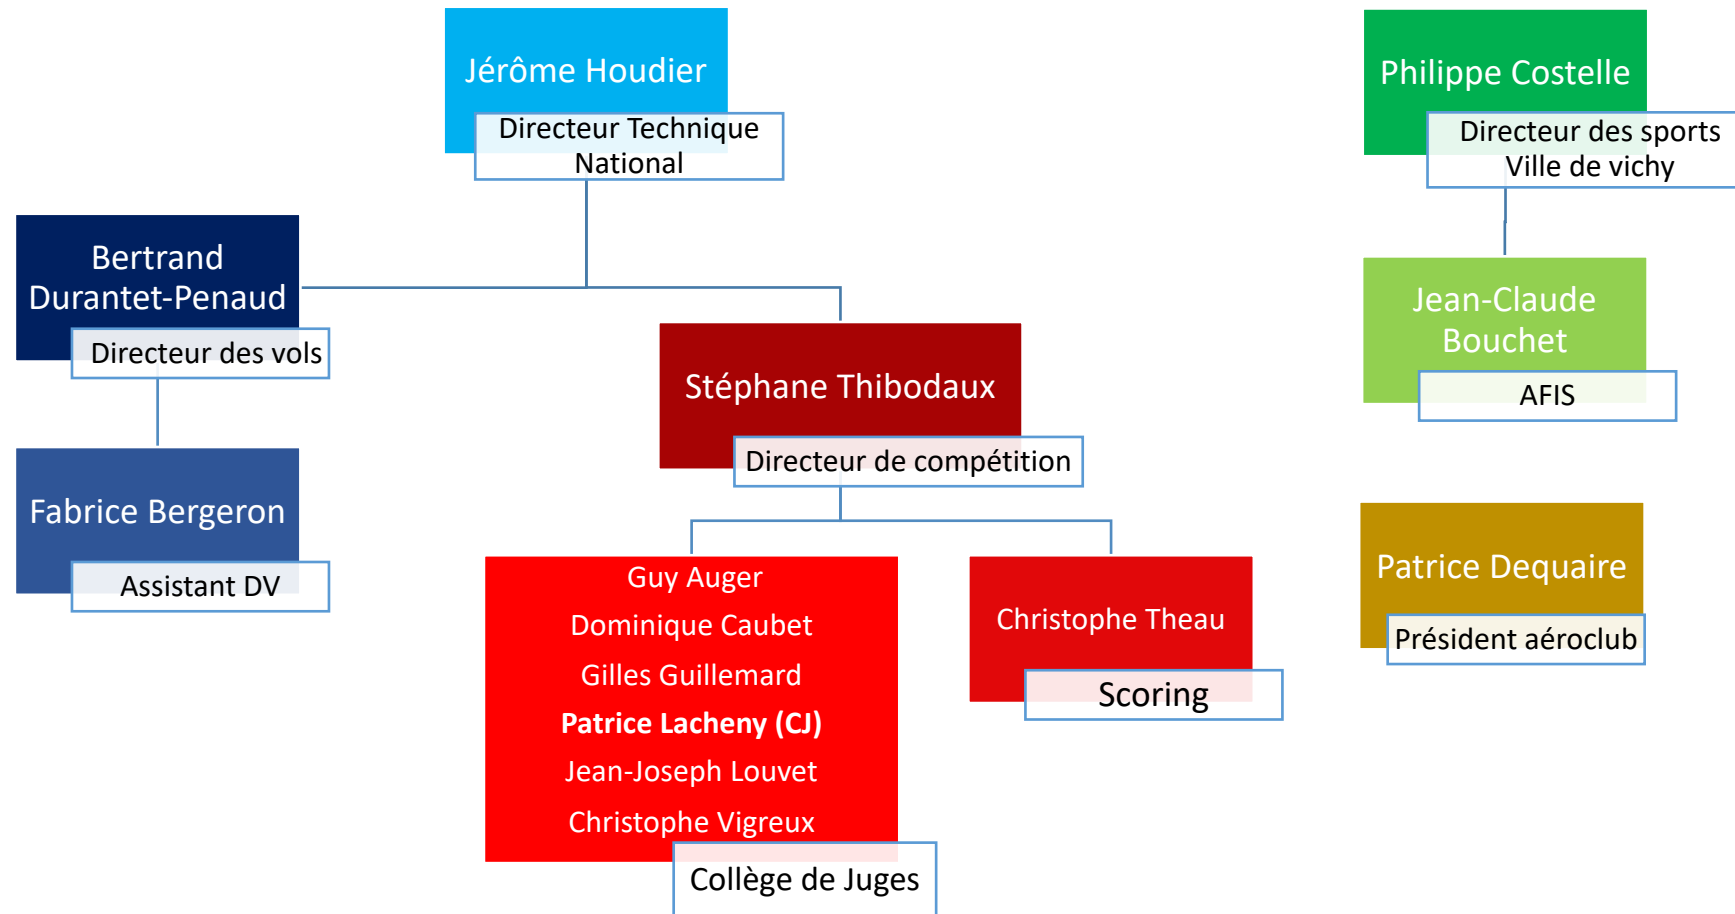 Jérôme Houdier
Directeur Technique
National
Philippe Costelle
Directeur des sports
Ville de vichy
Bertrand
Durantet-Penaud
Directeur des vols
Jean-Claude
Bouchet
AFIS
Stéphane Thibodaux
Directeur de compétition
Fabrice Bergeron
Assistant DV
Guy Auger
Dominique Caubet
Gilles Guillemard
Patrice Lacheny (CJ)
Jean-Joseph Louvet
Christophe Vigreux
Collège de Juges
Christophe Theau
Scoring
Patrice Dequaire
Président aéroclub